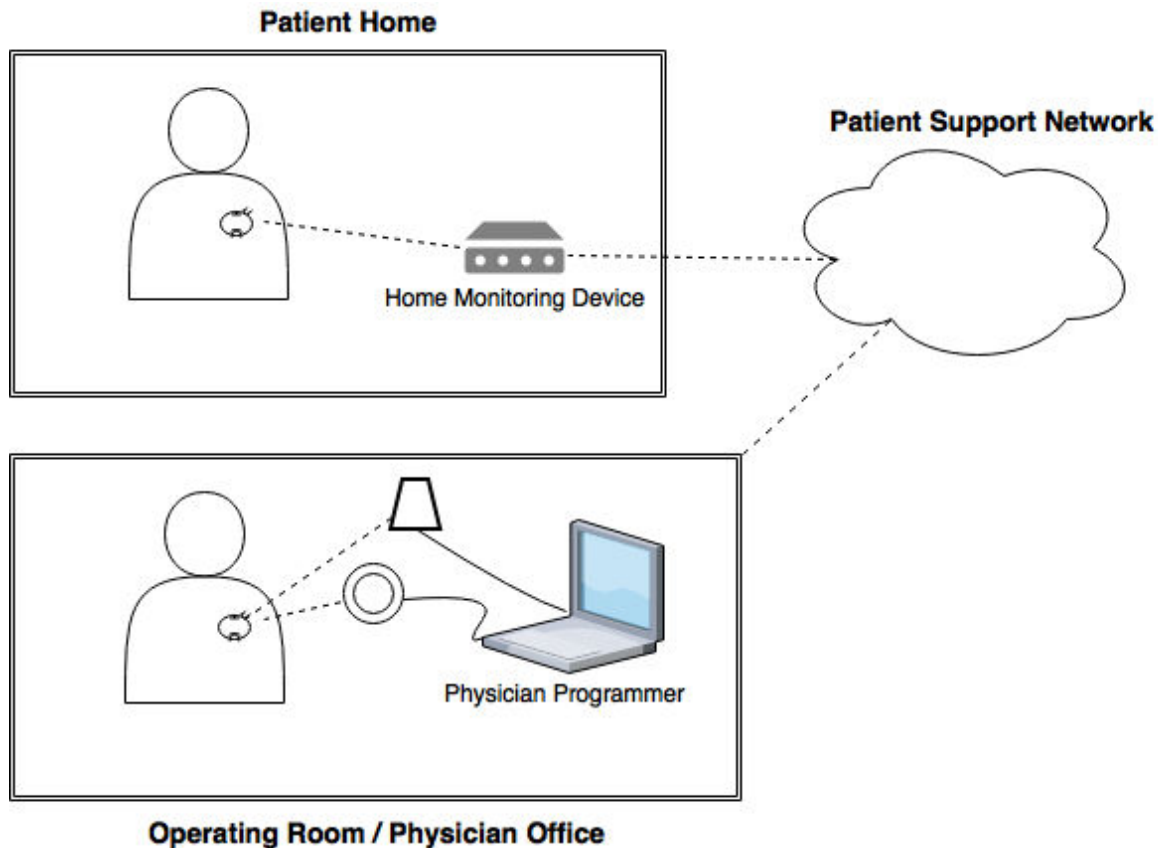 Patient Home
Patient Support Network
Home Monitoring Device
Physician Programmer
Operating Room / Physician Office